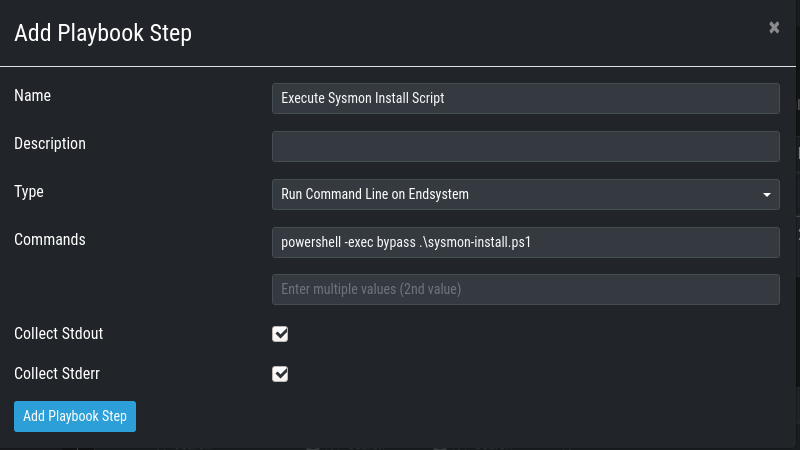 Add Playbook Step
×
Name
Execute Sysmon Install Script
Description
Type
Run Command Line on Endsystem
Commands
powershell -exec bypass .\sysmon-install.ps1
Enter multiple values (2nd value)
Collect Stdout
Collect Stderr
Add Playbook Step